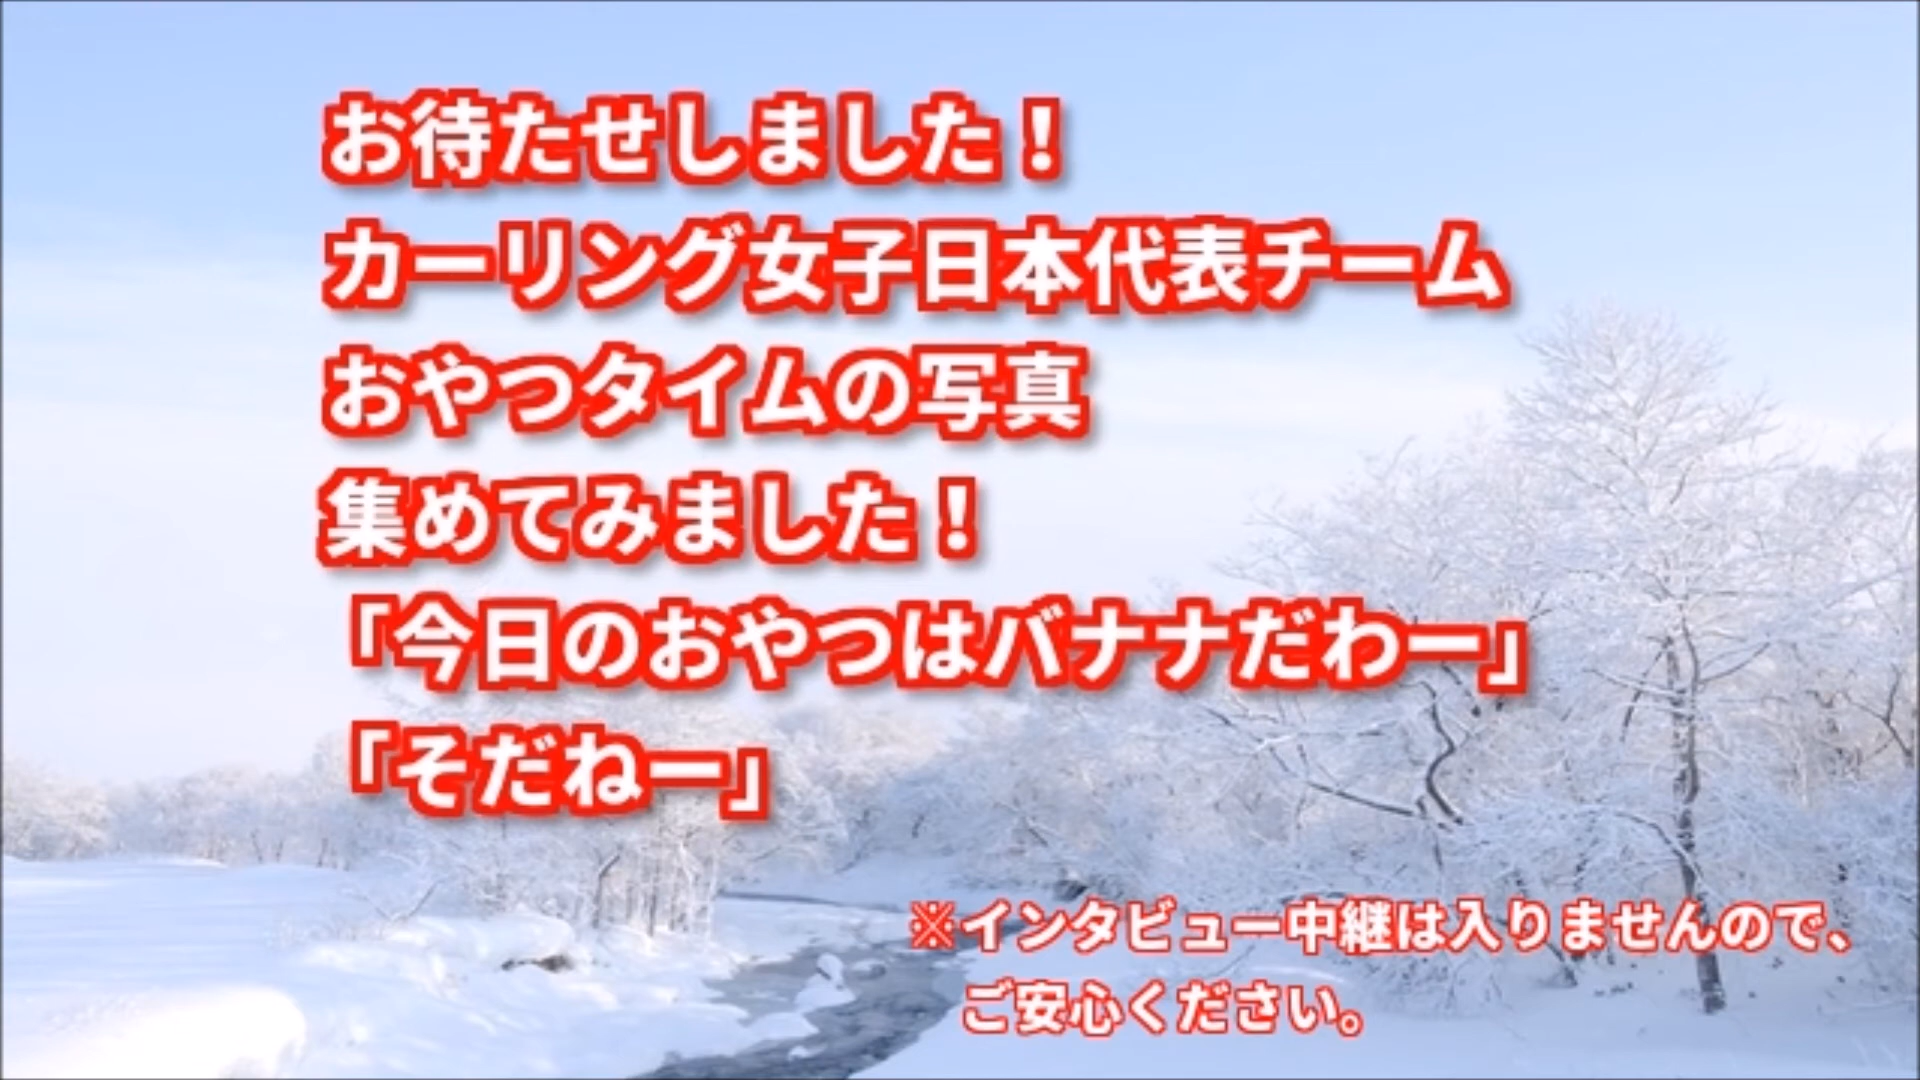 お待たせしました！
カーリング女子日本代表チーム
おやつタイムの写真
集めてみました！
「今日のおやつはバナナだわー」
「そだねー」
※インタビュー中継は入りませんので、
ご安心ください。